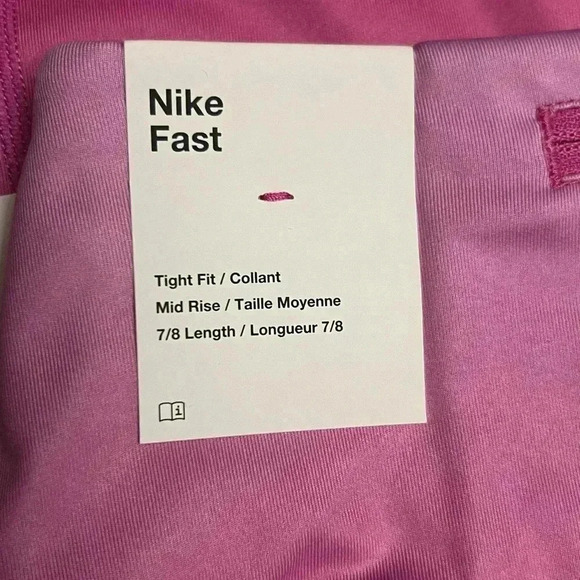 Nike
Fast
Tight Fit / Collant
Mid Rise / Taille Moyenne
7/8 Length / Longueur 7/8
i